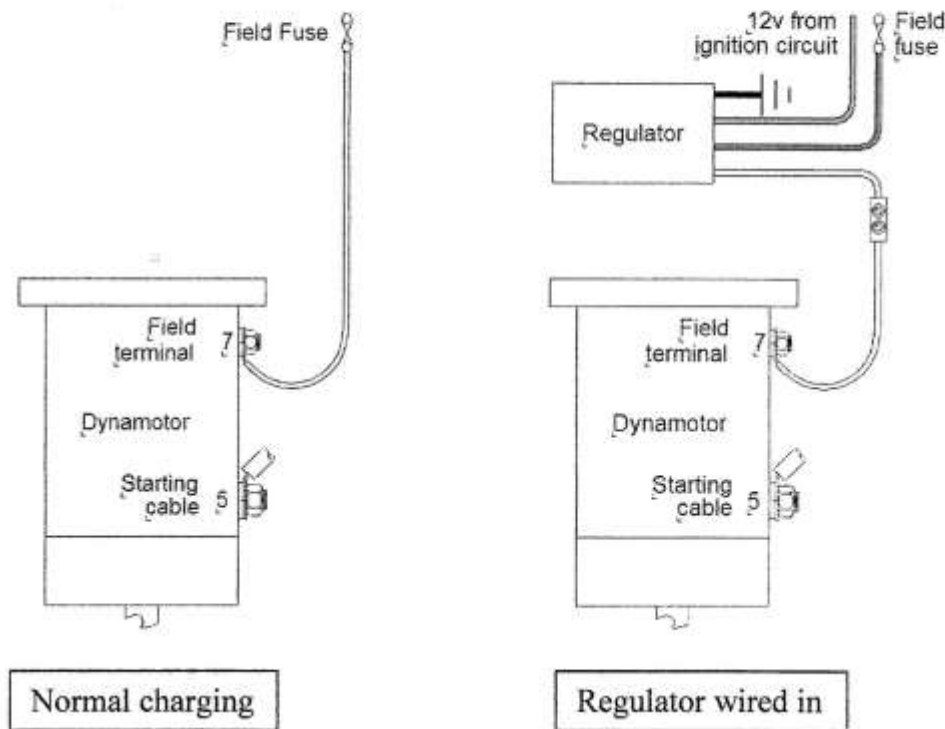 Field Fuse
Field
terminal
7
Dynamotor
Starting
cable
5
Normal charging
12v from
ignition circuit
Field
fuse
Regulator
Field
terminal
7
Dynamotor
Starting
cable
5
Regulator wired in